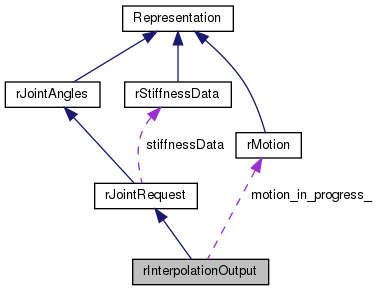 Representation
rJointAngles
rStiffnessData
stiffnessData
rMotion
rJointRequest
motion_in_progress_
rInterpolationOutput